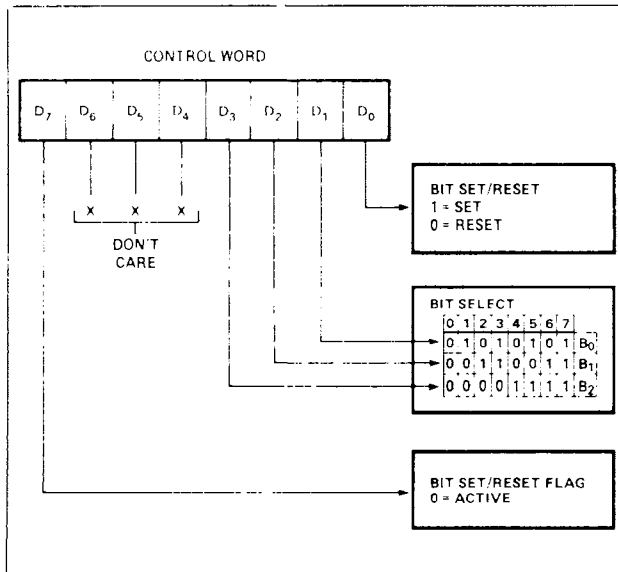 CONTROL WORD
D7 D6 D5 D4 D3 D2 D1 D0
X X X
DON'T
CARE
BIT SET/RESET
1 = SET
0 = RESET
BIT SELECT
0 1 2 3 4 5 6 7
0 1 0 1 0 1 0 1 B0
0 0 1 1 0 0 1 1 B1
0 0 0 0 1 1 1 1 B2
BIT SET/RESET FLAG
0 = ACTIVE